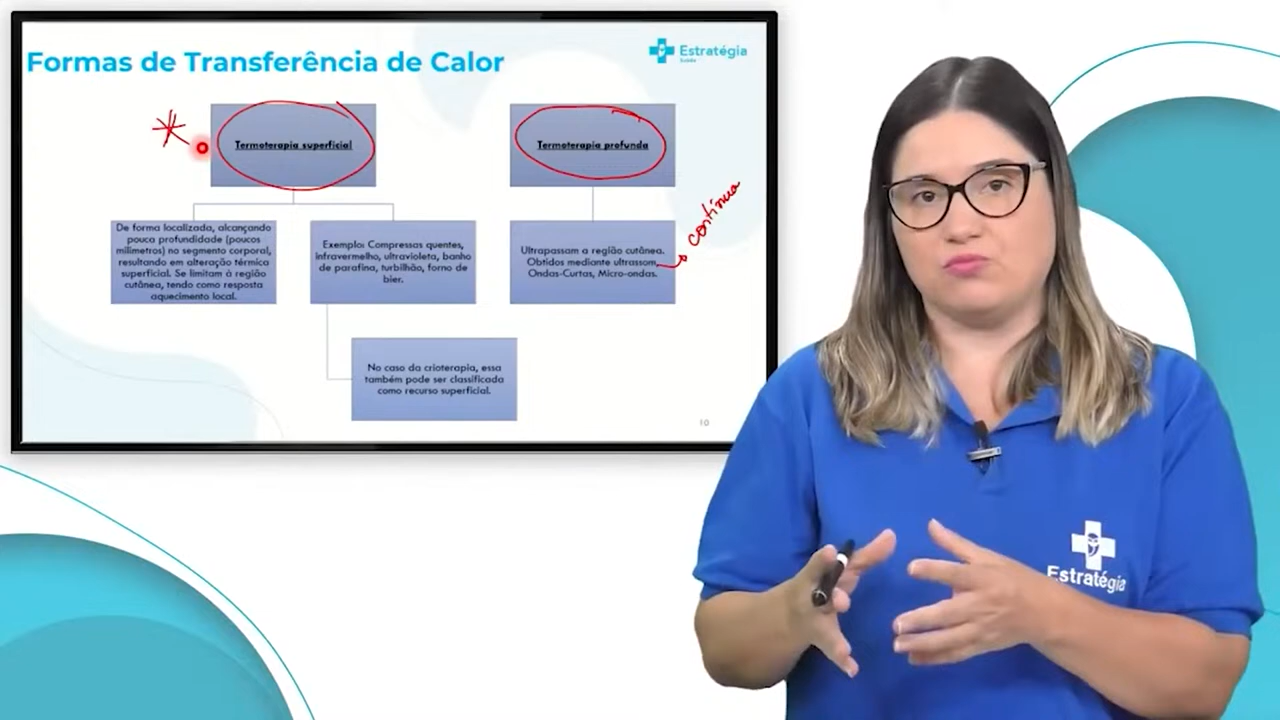 Formas de Transferência de Calor
Estratégia
Saúde
Termoterapia superficial
Termoterapia profunda
De forma localizada, alcançando
pouca profundidade (poucos
milímetros) no segmento corporal,
resultando em alteração térmica
superficial. Se limitam à região
cutânea, tendo como resposta
aquecimento local.
Exemplo: Compressas quentes,
infravermelho, ultravioleta, banho
de parafina, turbilhão, forno de
bier.
Ultrapassam a região cutânea.
Obtidos mediante ultrassom,
Ondas-Curtas, Micro-ondas.
contínua
No caso da crioterapia, essa
também pode ser classificada
como recurso superficial.
10
Estratégia